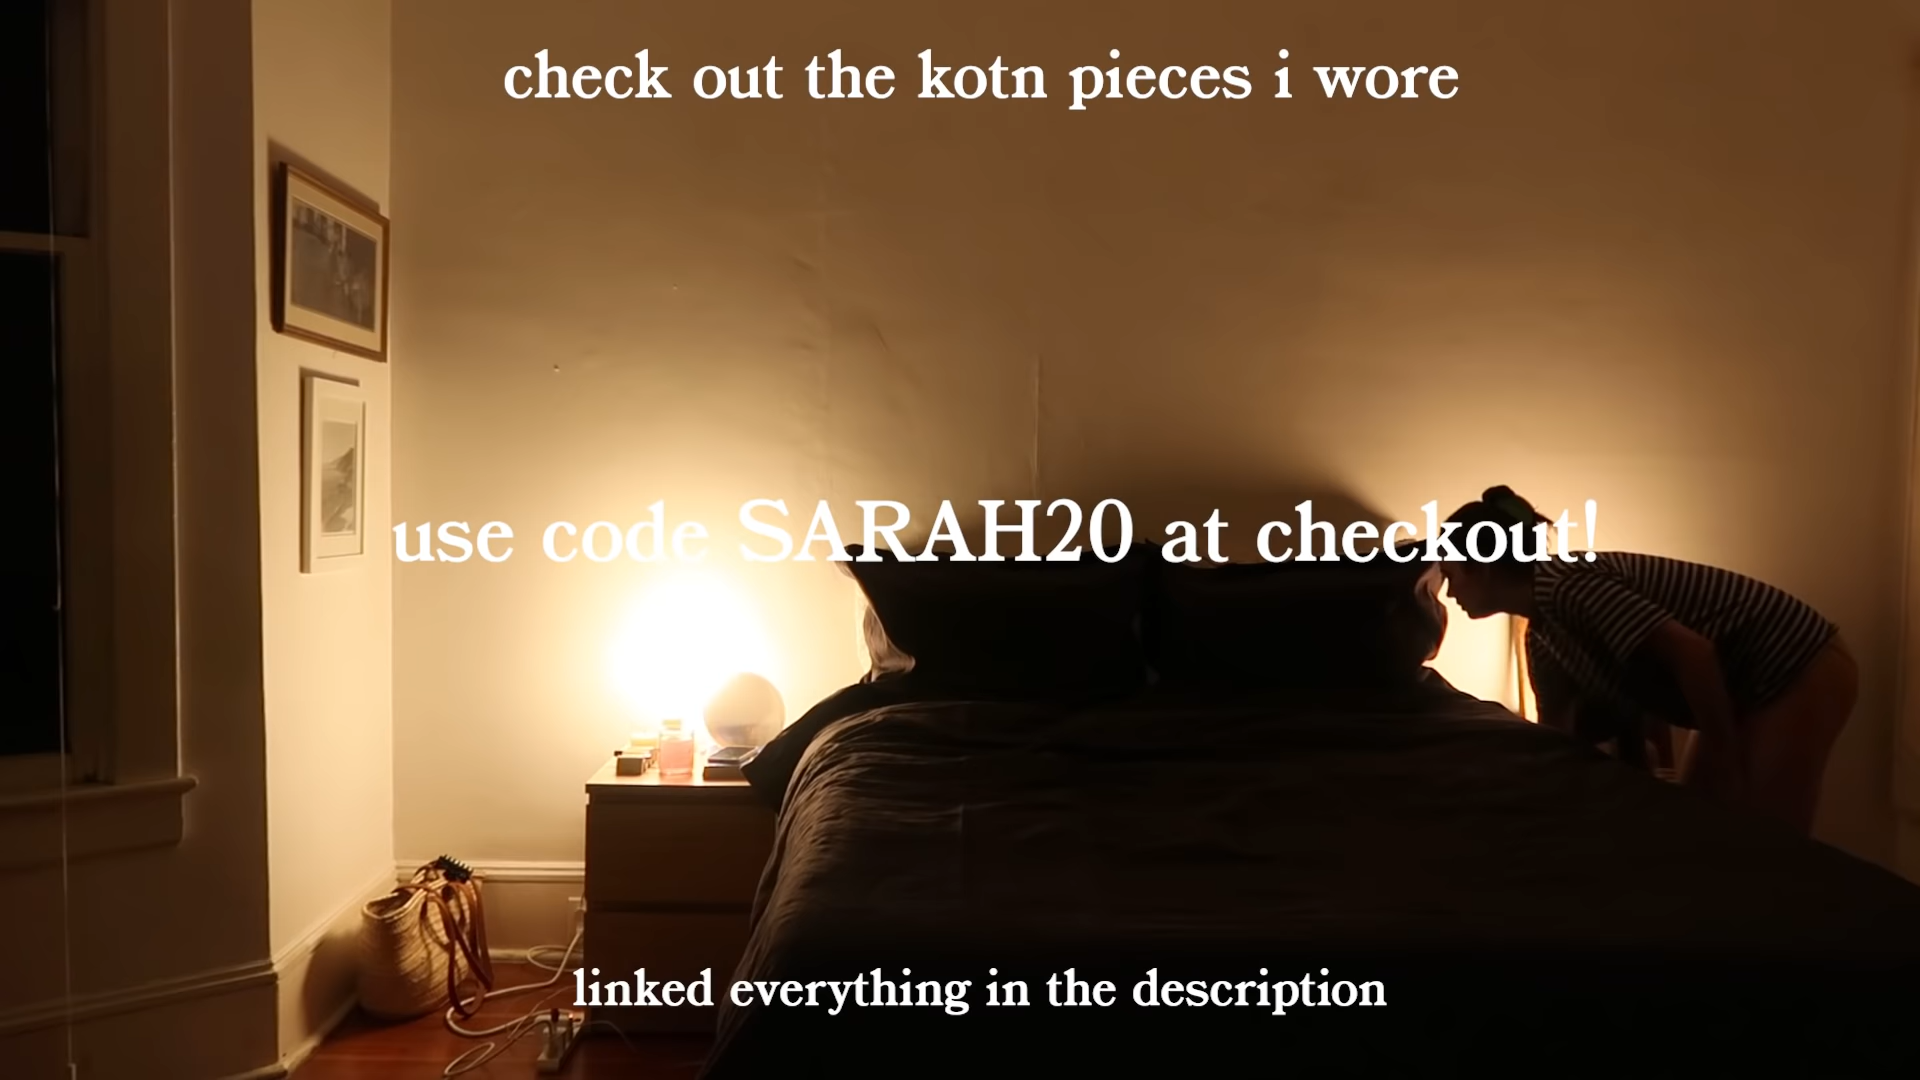 check out the kotn pieces i wore
use code SARAH20 at checkout!
linked everything in the description